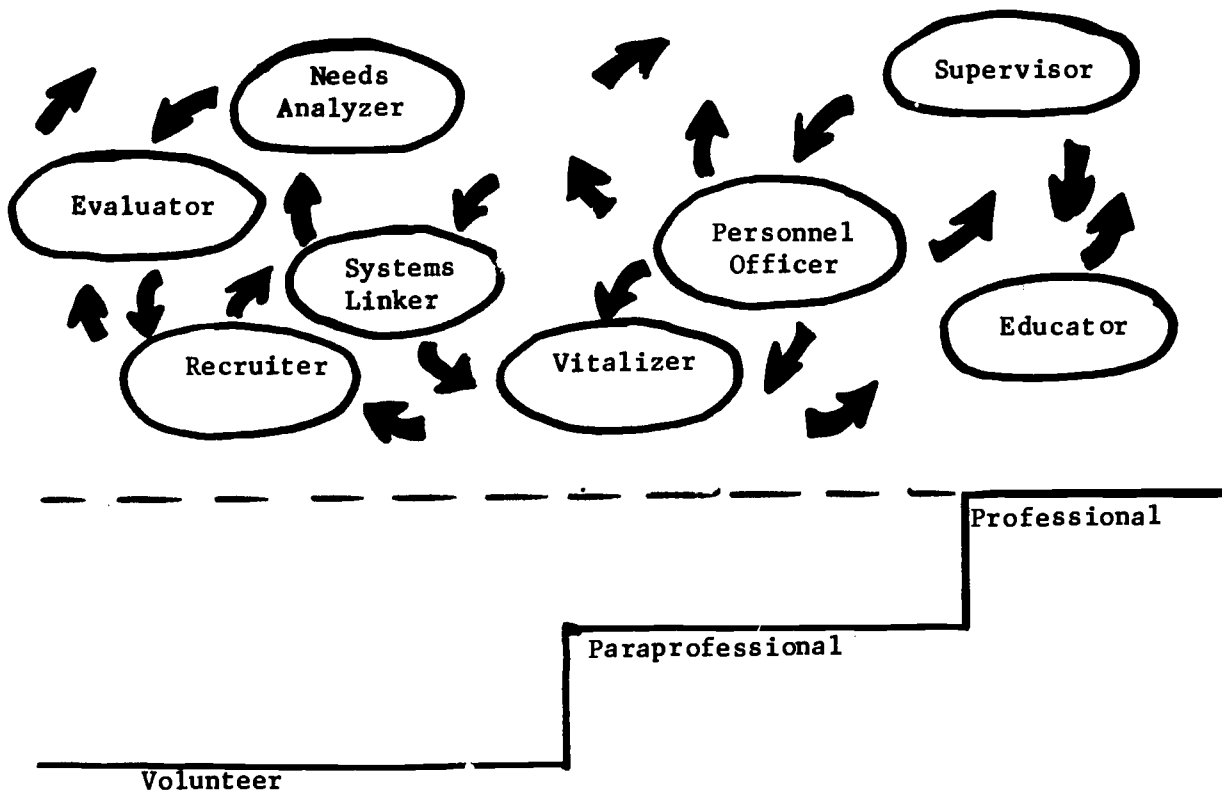 Needs
Analyzer
Supervisor
Evaluator
Systems
Linker
Personnel
Officer
Recruiter
Vitalizer
Educator
Professional
Paraprofessional
Volunteer